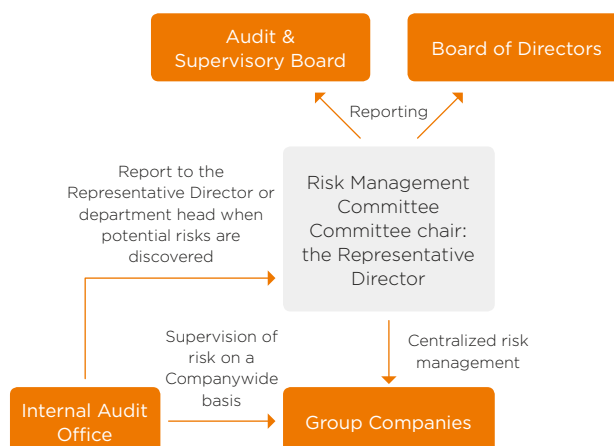 Audit &
Supervisory Board
Board of Directors
Reporting
Report to the
Representative Director or
department head when
potential risks are
discovered
Risk Management
Committee
Committee chair:
the Representative
Director
Supervision of
risk on a
Companywide
basis
Centralized risk
management
Internal Audit
Office
Group Companies